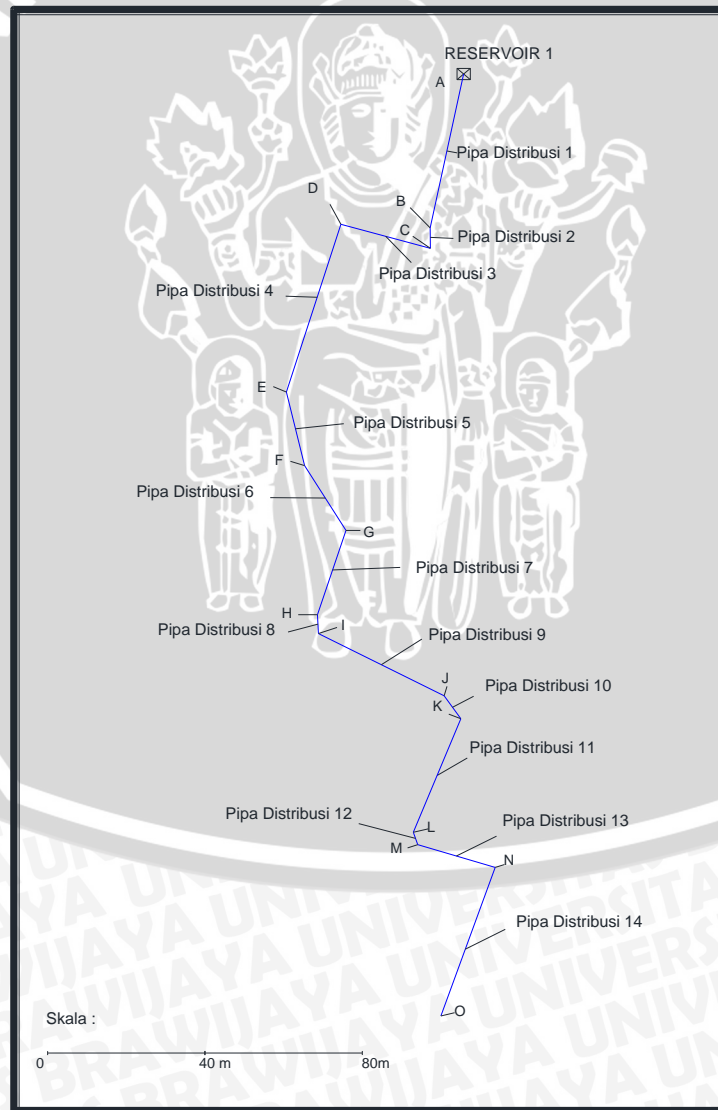 RESERVOIR 1
A
Pipa Distribusi 1
D
B
C
Pipa Distribusi 2
Pipa Distribusi 3
Pipa Distribusi 4
E
Pipa Distribusi 5
F
Pipa Distribusi 6
G
Pipa Distribusi 7
H
I
Pipa Distribusi 8
Pipa Distribusi 9
J
Pipa Distribusi 10
K
Pipa Distribusi 11
Pipa Distribusi 12
L
Pipa Distribusi 13
M
N
Pipa Distribusi 14
O
Skala :
0 40 m 80m